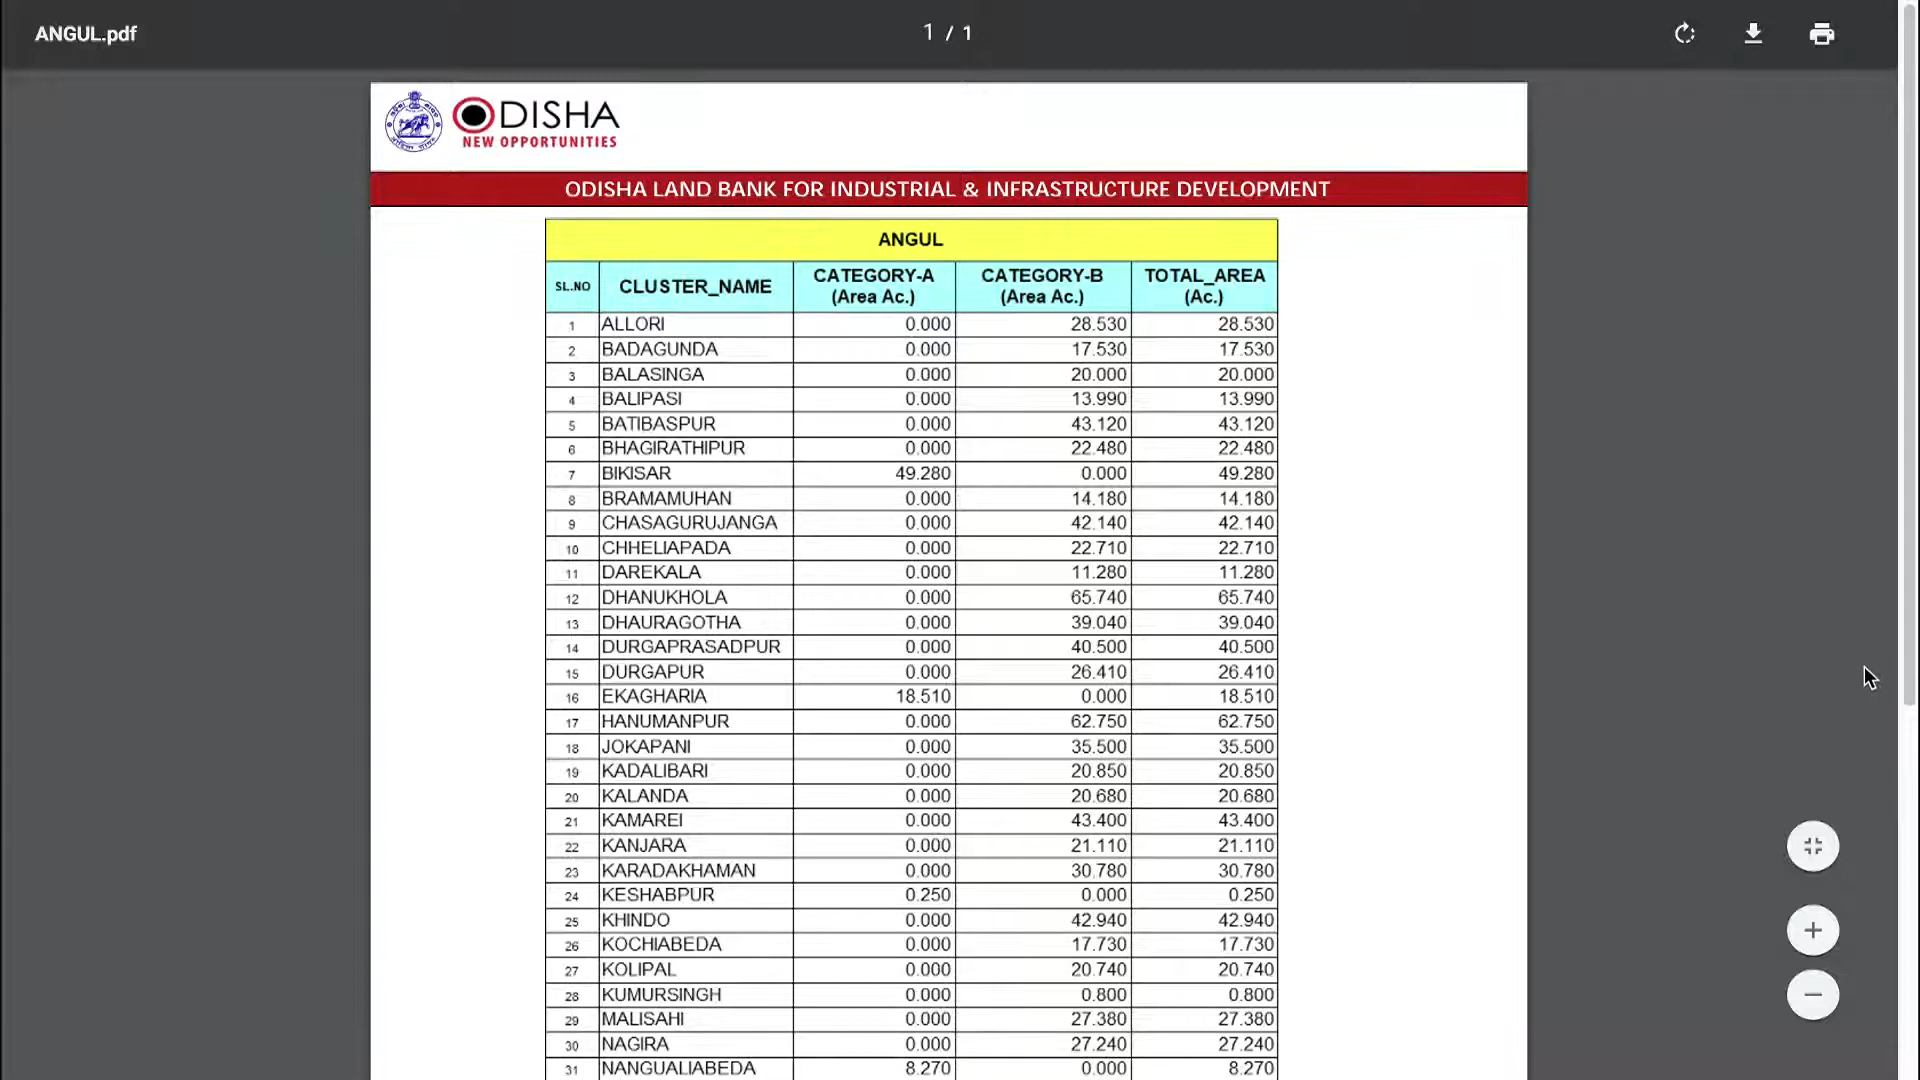 ANGUL.pdf
1 / 1
ODISHA
NEW OPPORTUNITIES
ODISHA LAND BANK FOR INDUSTRIAL & INFRASTRUCTURE DEVELOPMENT
ANGUL
SL.NO CLUSTER_NAME CATEGORY-A (Area Ac.) CATEGORY-B (Area Ac.) TOTAL_AREA (Ac.)
1 ALLORI 0.000 28.530 28.530
2 BADAGUNDA 0.000 17.530 17.530
3 BALASINGA 0.000 20.000 20.000
4 BALIPASI 0.000 13.990 13.990
5 BATIBASPUR 0.000 43.120 43.120
6 BHAGIRATHIPUR 0.000 22.480 22.480
7 BIKISAR 49.280 0.000 49.280
8 BRAMAMUHAN 0.000 14.180 14.180
9 CHASAGURUJANGA 0.000 42.140 42.140
10 CHHELIAPADA 0.000 22.710 22.710
11 DAREKALA 0.000 11.280 11.280
12 DHANUKHOLA 0.000 65.740 65.740
13 DHAURAGOTHA 0.000 39.040 39.040
14 DURGAPRASADPUR 0.000 40.500 40.500
15 DURGAPUR 0.000 26.410 26.410
16 EKAGHARIA 18.510 0.000 18.510
17 HANUMANPUR 0.000 62.750 62.750
18 JOKAPANI 0.000 35.500 35.500
19 KADALIBARI 0.000 20.850 20.850
20 KALANDA 0.000 20.680 20.680
21 KAMAREI 0.000 43.400 43.400
22 KANJARA 0.000 21.110 21.110
23 KARADAKHAMAN 0.000 30.780 30.780
24 KESHABPUR 0.250 0.000 0.250
25 KHINDO 0.000 42.940 42.940
26 KOCHIABEDA 0.000 17.730 17.730
27 KOLIPAL 0.000 20.740 20.740
28 KUMURSINGH 0.000 0.800 0.800
29 MALISAHI 0.000 27.380 27.380
30 NAGIRA 0.000 27.240 27.240
31 NANGUALIABEDA 8.270 0.000 8.270